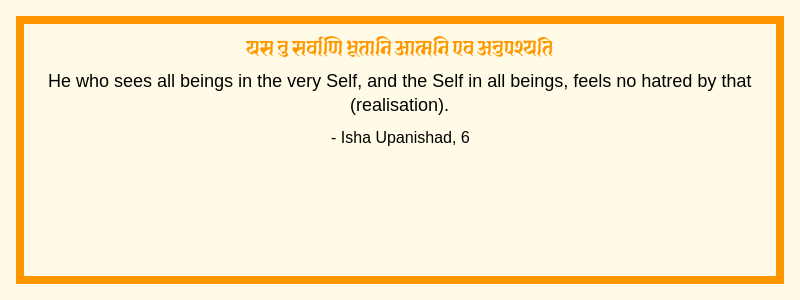 यस नु सर्वाणि भूतानि आत्मनि एव अनुपश्यति
He who sees all beings in the very Self, and the Self in all beings, feels no hatred by that
(realisation).
- Isha Upanishad, 6